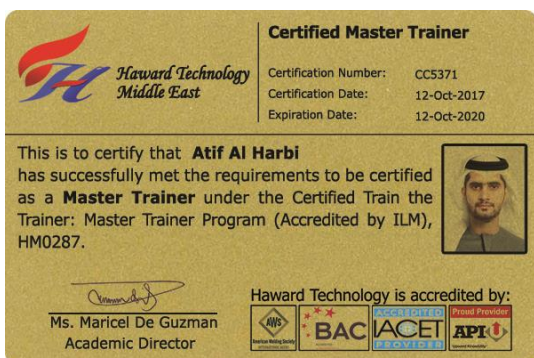 Certified Master Trainer
Haward Technology
Middle East
Certification Number: CC5371
Certification Date: 12-Oct-2017
Expiration Date: 12-Oct-2020
This is to certify that Atif Al Harbi
has successfully met the requirements to be certified
as a Master Trainer under the Certified Train the
Trainer: Master Trainer Program (Accredited by ILM),
HM0287.
Ms. Maricel De Guzman
Academic Director
Haward Technology is accredited by:
AWS
American Welding Society
BAC
ACCREDITED
IACET
PROVIDER
Proud Provider
API